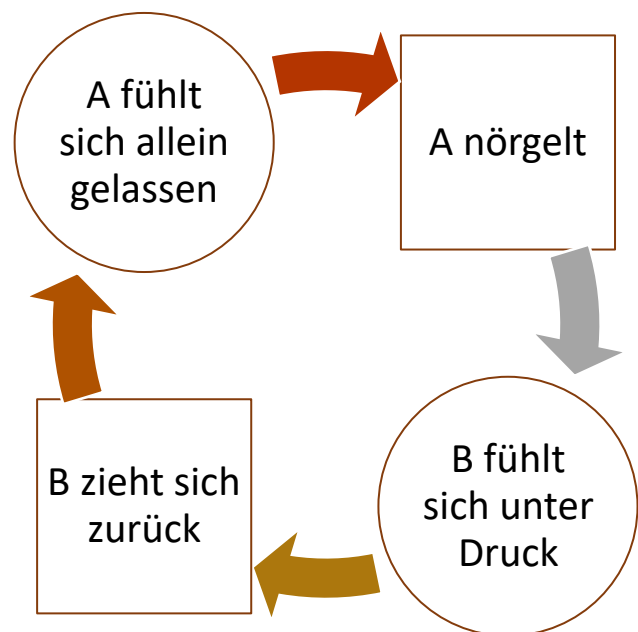 A fühlt
sich allein
gelassen
A nörgelt
B fühlt
sich unter
Druck
B zieht sich
zurück